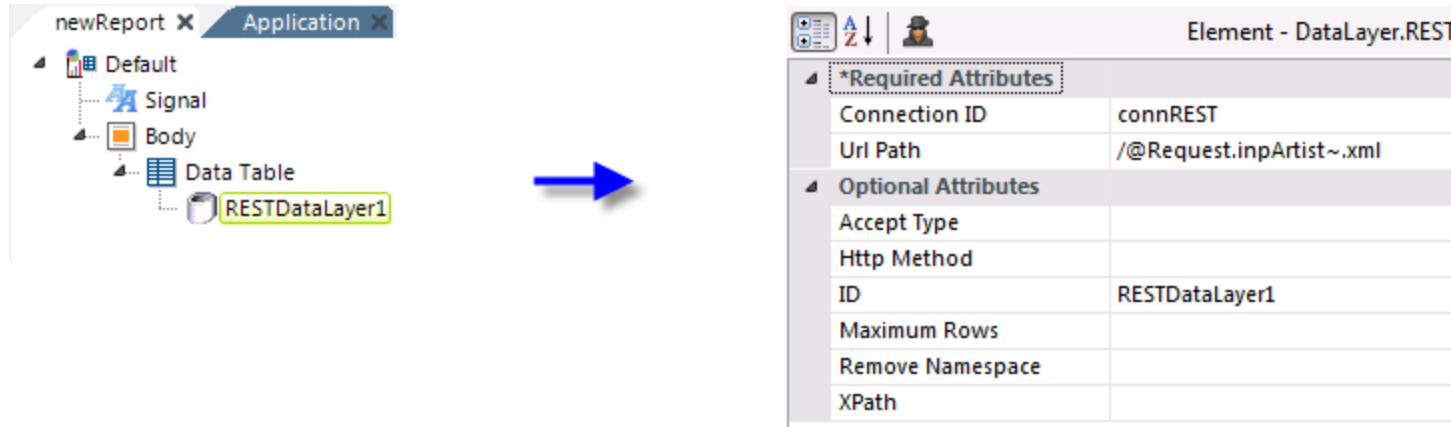 newReport
Application
Default
Signal
Body
Data Table
RESTDataLayer1
Element - DataLayer.REST
*Required Attributes
Connection ID connREST
Url Path /@Request.inpArtist~.xml
Optional Attributes
Accept Type
Http Method
ID RESTDataLayer1
Maximum Rows
Remove Namespace
XPath